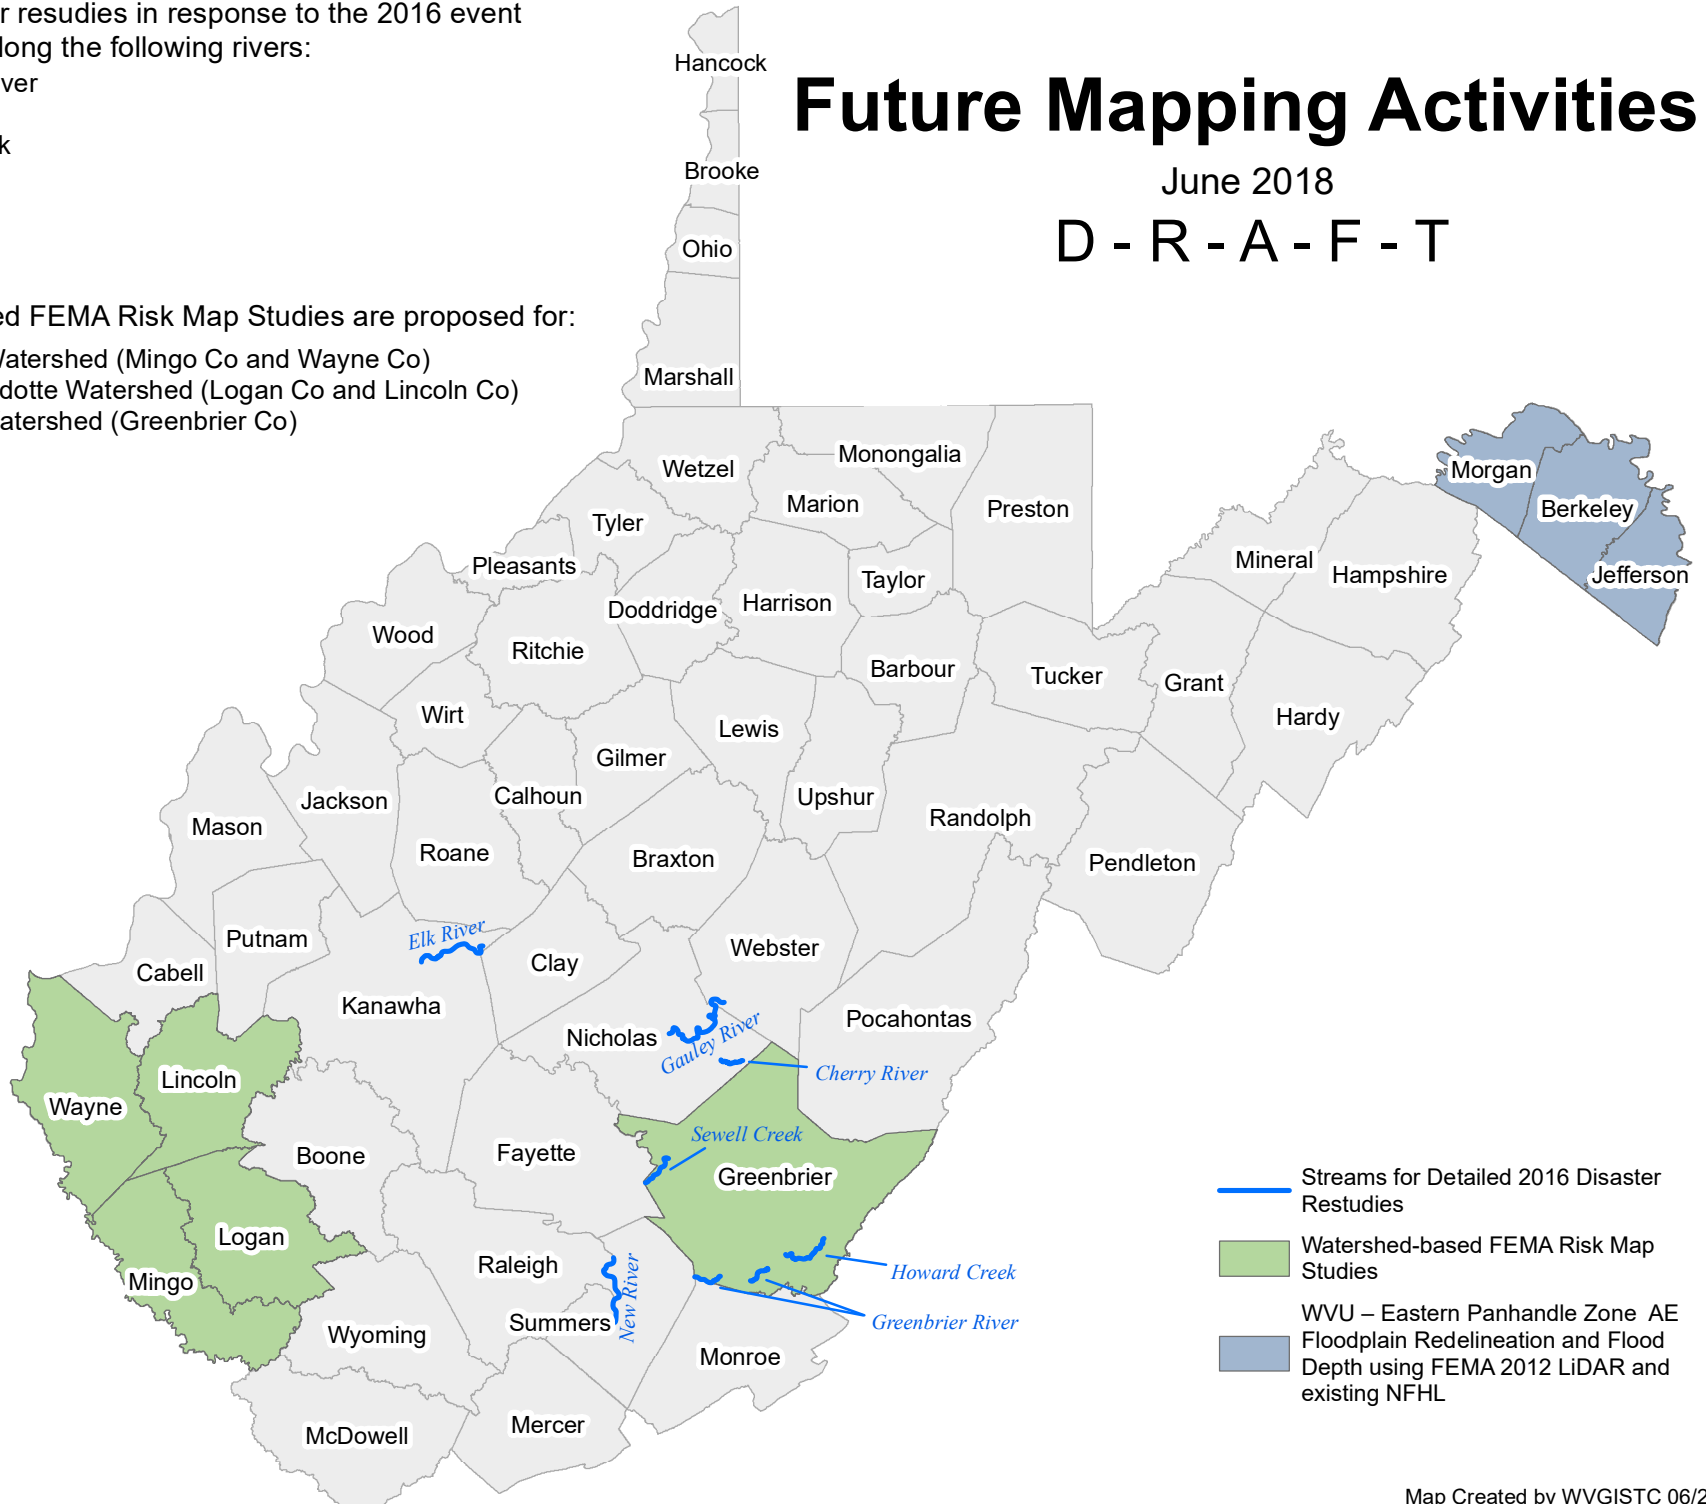 r resudies in response to the 2016 event
long the following rivers:
ver
k
ed FEMA Risk Map Studies are proposed for:
Watershed (Mingo Co and Wayne Co)
dotte Watershed (Logan Co and Lincoln Co)
atershed (Greenbrier Co)
Future Mapping Activities
June 2018
D - R - A - F - T
Hancock
Brooke
Ohio
Marshall
Wetzel
Monongalia
Marion
Preston
Tyler
Pleasants
Doddridge
Harrison
Taylor
Mineral
Hampshire
Morgan
Berkeley
Jefferson
Wood
Ritchie
Barbour
Tucker
Grant
Hardy
Wirt
Lewis
Gilmer
Calhoun
Upshur
Jackson
Mason
Roane
Braxton
Randolph
Pendleton
Putnam
Elk River
Clay
Webster
Cabell
Kanawha
Nicholas
Gauley River
Pocahontas
Cherry River
Lincoln
Wayne
Boone
Fayette
Sewell Creek
Greenbrier
Logan
Mingo
Raleigh
New River
Howard Creek
Greenbrier River
Summers
Wyoming
Monroe
McDowell
Mercer
Streams for Detailed 2016 Disaster
Restudies
Watershed-based FEMA Risk Map
Studies
WVU – Eastern Panhandle Zone AE
Floodplain Redelineation and Flood
Depth using FEMA 2012 LiDAR and
existing NFHL
Map Created by WVGISTC 06/2